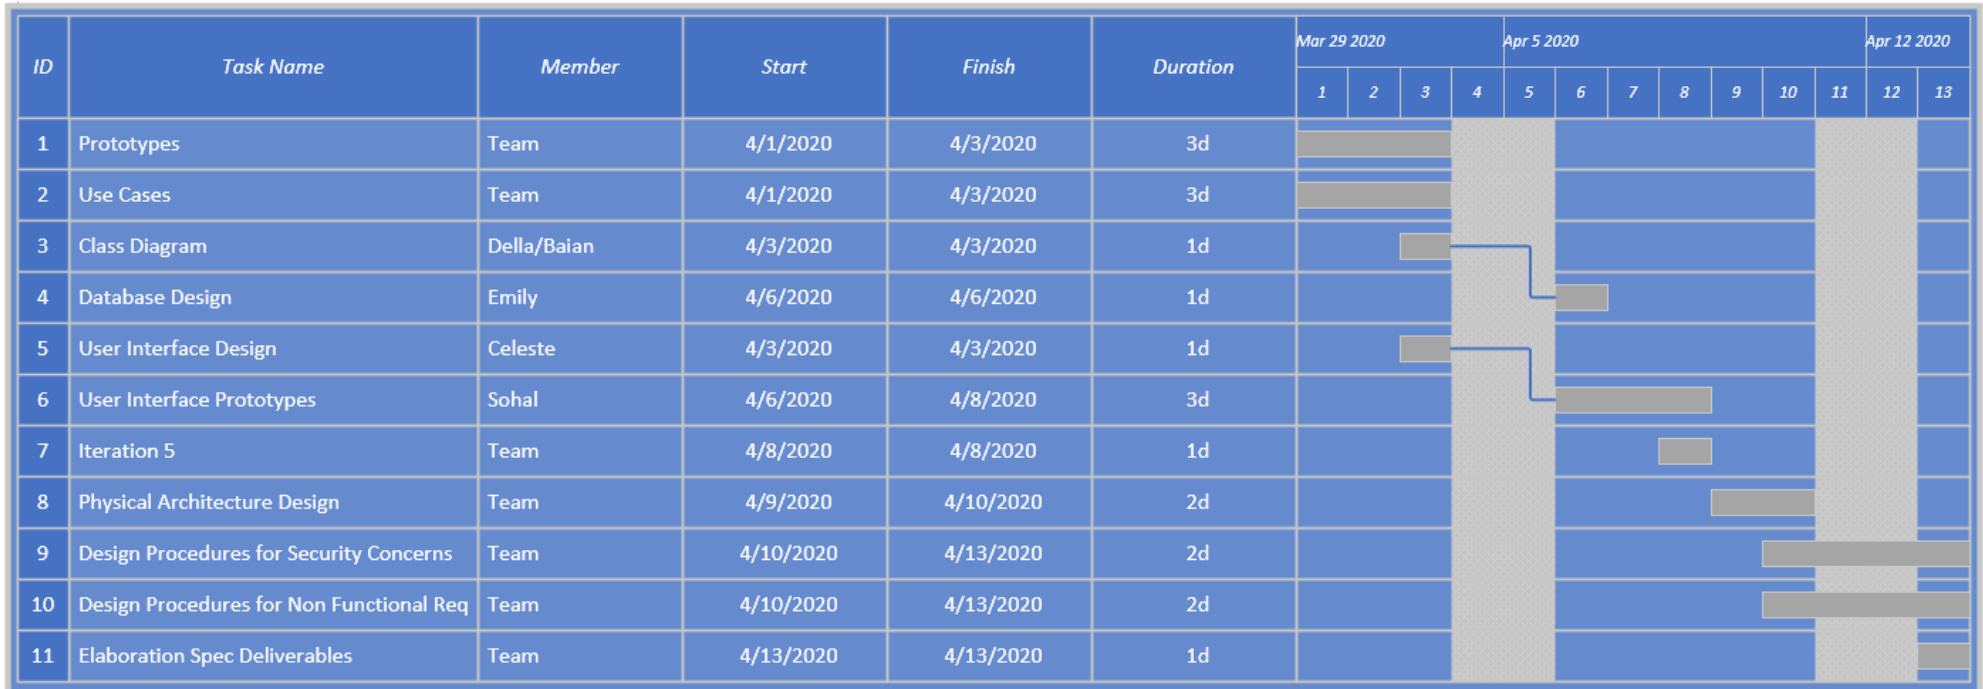 ID Task Name Member Start Finish Duration Mar 29 2020 Apr 5 2020 Apr 12 2020
1 2 3 4 5 6 7 8 9 10 11 12 13
1 Prototypes Team 4/1/2020 4/3/2020 3d
2 Use Cases Team 4/1/2020 4/3/2020 3d
3 Class Diagram Della/Baian 4/3/2020 4/3/2020 1d
4 Database Design Emily 4/6/2020 4/6/2020 1d
5 User Interface Design Celeste 4/3/2020 4/3/2020 1d
6 User Interface Prototypes Sohal 4/6/2020 4/8/2020 3d
7 Iteration 5 Team 4/8/2020 4/8/2020 1d
8 Physical Architecture Design Team 4/9/2020 4/10/2020 2d
9 Design Procedures for Security Concerns Team 4/10/2020 4/13/2020 2d
10 Design Procedures for Non Functional Req Team 4/10/2020 4/13/2020 2d
11 Elaboration Spec Deliverables Team 4/13/2020 4/13/2020 1d